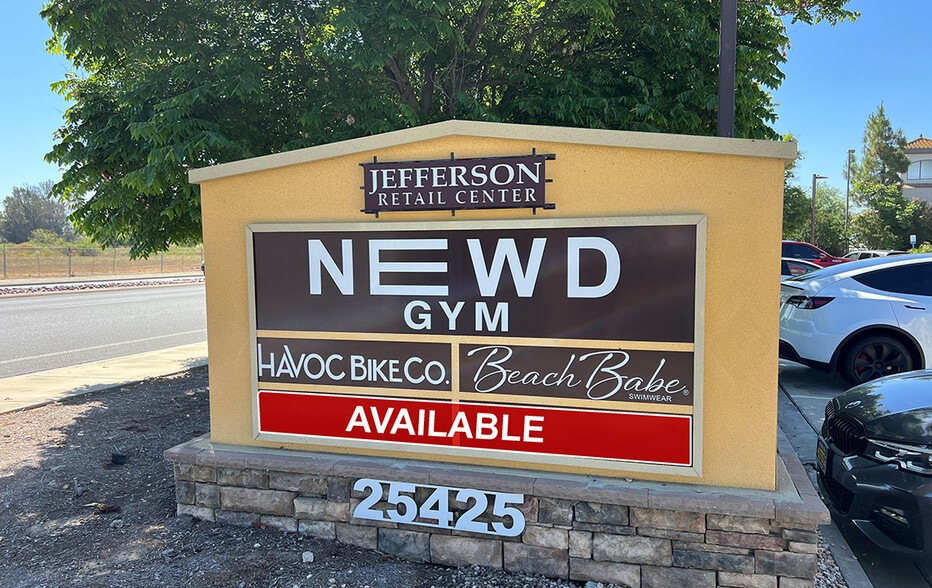 JEFFERSON
RETAIL CENTER
NEWD
GYM
HAVOC BIKE CO.
Beach Babe®
SWIMWEAR
AVAILABLE
25425